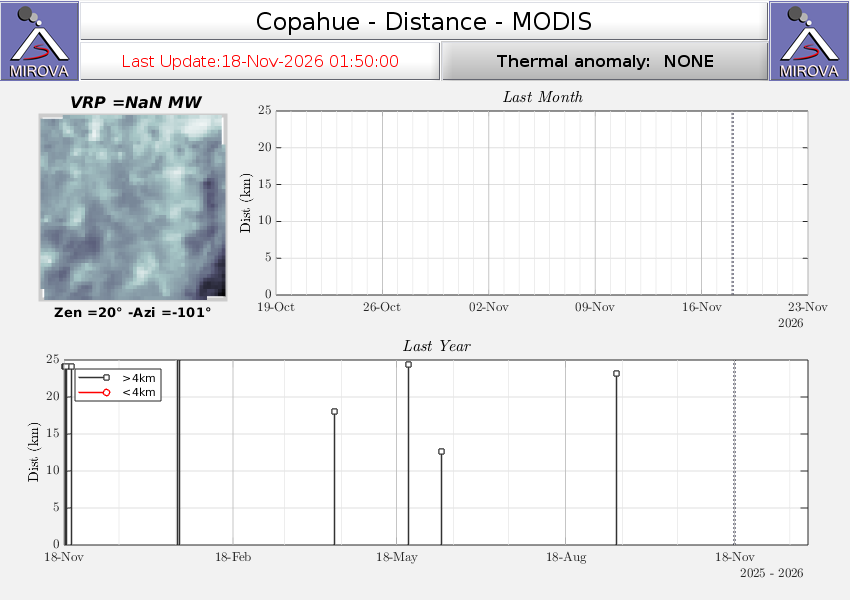 Copahue - Distance - MODIS
MIROVA
Last Update:18-Nov-2026 01:50:00
Thermal anomaly: NONE
MIROVA
VRP =NaN MW
Zen =20° -Azi =-101°
Last Month
Dist (km)
25
20
15
10
5
0
19-Oct 26-Oct 02-Nov 09-Nov 16-Nov 23-Nov
2026
Last Year
Dist (km)
25
20
15
10
5
0
>4km
<4km
18-Nov 18-Feb 18-May 18-Aug 18-Nov
2025 - 2026